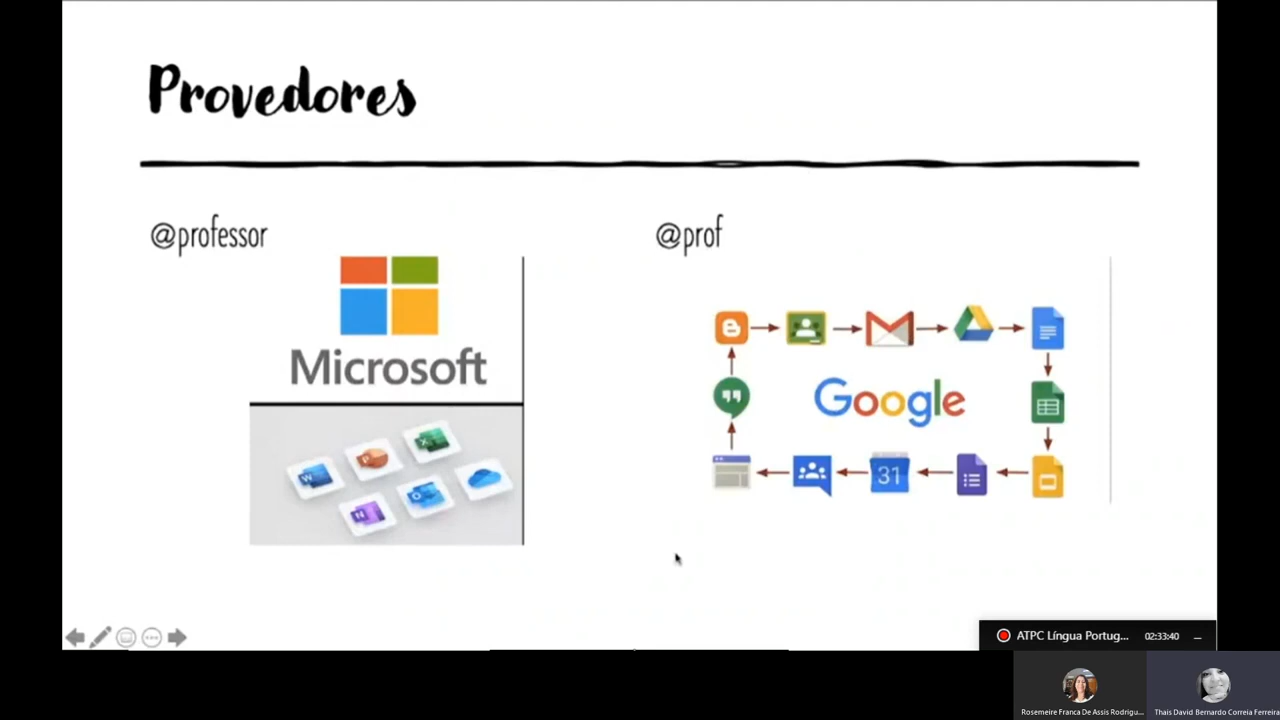 Provedores
@professor
@prof
Microsoft
Google
31
ATPC Língua Portug... 02:33:40
Rosemeire Franca De Assis Rodrigu...
Thais David Bernardo Correia Ferreira